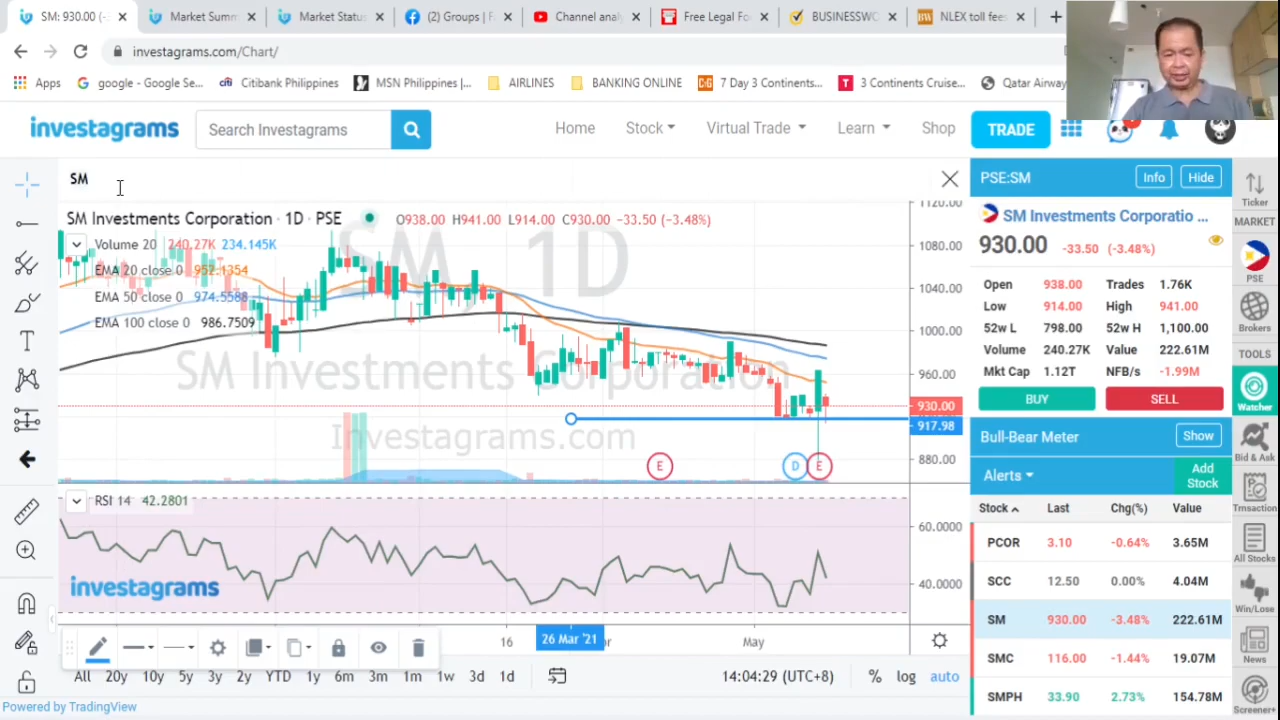 SM: 930.00 (-
Market Summ
Market Status
(2) Groups | F
Channel anal
Free Legal Fo
BUSINESSWO
NLEX toll fee
investagrams.com/Chart/
Apps
google - Google Se...
Citibank Philippines
MSN Philippines |...
AIRLINES
BANKING ONLINE
7 Day 3 Continents...
3 Continents Cruise...
Qatar Airway
investagrams
Search Investagrams
Home
Stock
Virtual Trade
Learn
Shop
TRADE
SM
SM Investments Corporation · 1D · PSE
O938.00 H941.00 L914.00 C930.00 -33.50 (-3.48%)
Volume 20 240.27K 234.145K
EMA 20 close 0 952.1354
EMA 50 close 0 974.5588
EMA 100 close 0 986.7509
SM, 1D
SM Investments Corporation
Investagrams.com
1120.00
1080.00
1040.00
1000.00
960.00
930.00
917.98
880.00
E
D
E
RSI 14 42.2801
60.0000
40.0000
investagrams
16
26 Mar '21
May
All
20y
10y
5y
3y
2y
YTD
1y
6m
3m
1m
1w
3d
1d
14:04:29 (UTC+8)
%
log
auto
Powered by TradingView
PSE:SM
Info
Hide
SM Investments Corporatio ...
930.00 -33.50 (-3.48%)
Open 938.00 Trades 1.76K
Low 914.00 High 941.00
52w L 798.00 52w H 1,100.00
Volume 240.27K Value 222.61M
Mkt Cap 1.12T NFB/s -1.99M
BUY
SELL
Bull-Bear Meter
Show
Alerts
Add
Stock
Stock Last Chg(%) Value
PCOR 3.10 -0.64% 3.65M
SCC 12.50 0.00% 4.04M
SM 930.00 -3.48% 222.61M
SMC 116.00 -1.44% 19.07M
SMPH 33.90 2.73% 154.78M
Ticker
MARKET
PSE
Brokers
TOOLS
Watcher
Bid & Ask
Trnsaction
All Stocks
Win/Lose
News
Screener+